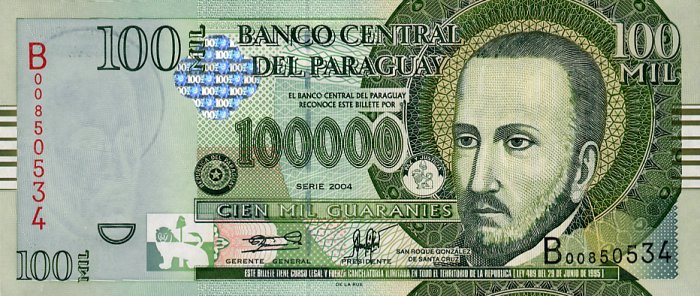 100 MIL
BANCO CENTRAL
DEL PARAGUAY
100
MIL
B00850534
EL BANCO CENTRAL DEL PARAGUAY
RECONOCE ESTE BILLETE POR
100000
SERIE 2004
CIEN MIL GUARANIES
GERENTE GENERAL
PRESIDENTE
SAN ROQUE GONZALEZ
DE SANTA CRUZ
B00850534
100 MIL
ESTE BILLETE TIENE CURSO LEGAL Y FUERZA CANCELATORIA ILIMITADA EN TODO EL TERRITORIO DE LA REPUBLICA (LEY 489 DEL 29 DE JUNIO DE 1995)
DE LA RUE